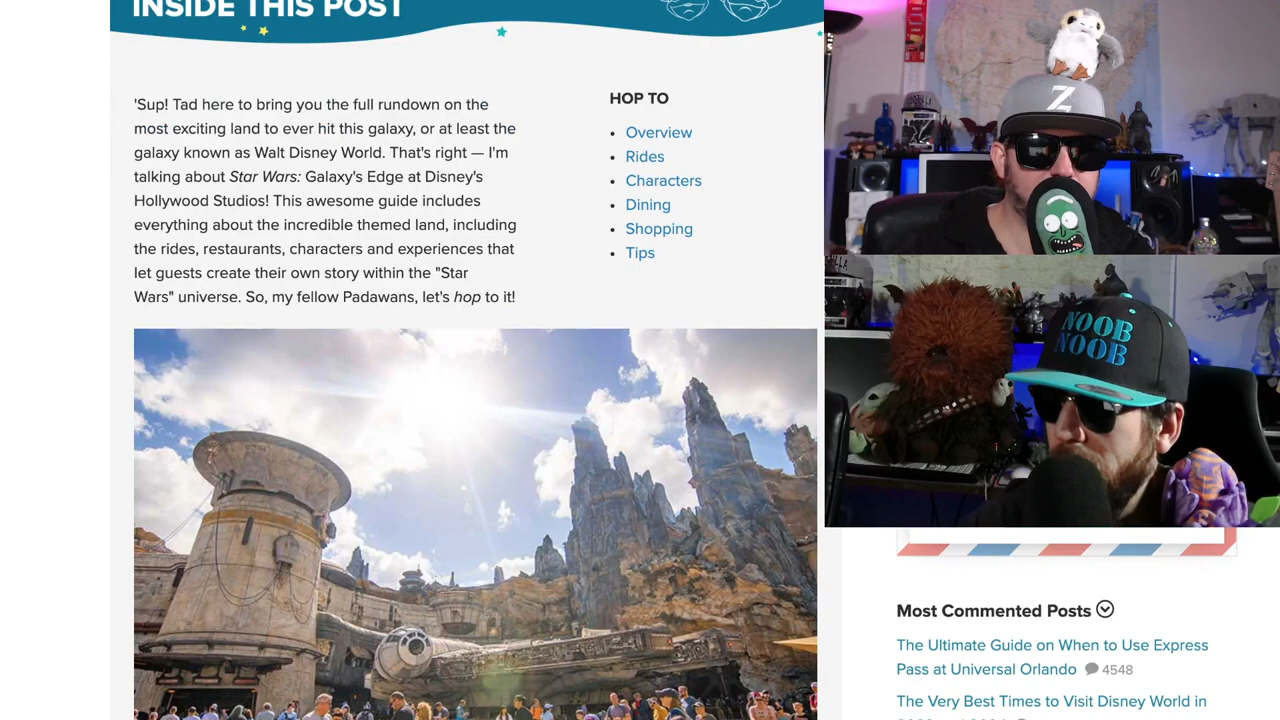 INSIDE THIS POST
'Sup! Tad here to bring you the full rundown on the
most exciting land to ever hit this galaxy, or at least the
galaxy known as Walt Disney World. That's right — I'm
talking about Star Wars: Galaxy's Edge at Disney's
Hollywood Studios! This awesome guide includes
everything about the incredible themed land, including
the rides, restaurants, characters and experiences that
let guests create their own story within the "Star
Wars" universe. So, my fellow Padawans, let's hop to it!
HOP TO
Overview
Rides
Characters
Dining
Shopping
Tips
Z
NOOB
NOOB
Most Commented Posts
The Ultimate Guide on When to Use Express
Pass at Universal Orlando 4548
The Very Best Times to Visit Disney World in